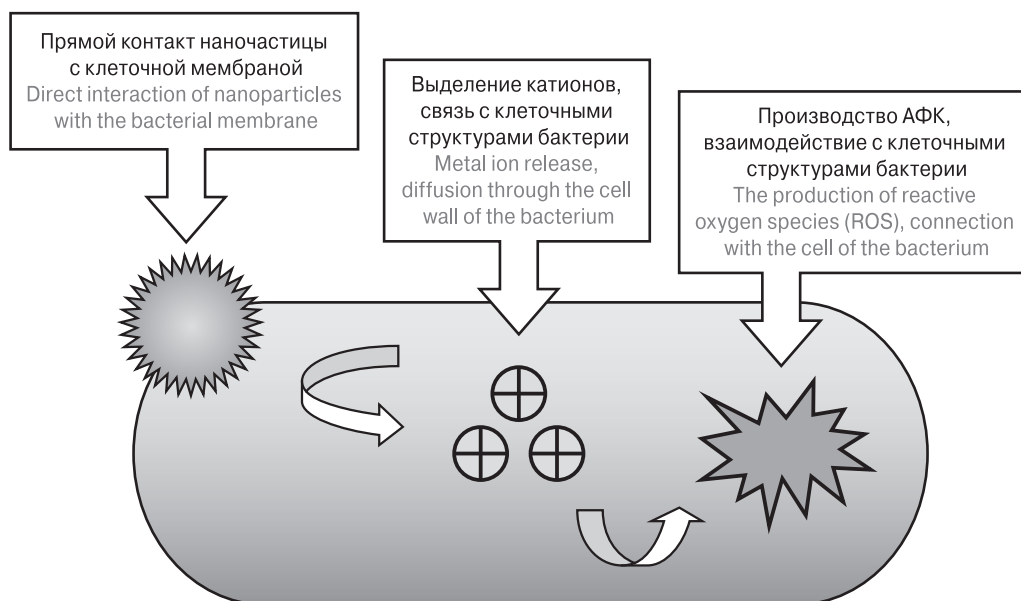 Прямой контакт наночастицы
с клеточной мембраной
Direct interaction of nanoparticles
with the bacterial membrane
Выделение катионов,
связь с клеточными
структурами бактерии
Metal ion release,
diffusion through the cell
wall of the bacterium
Производство АФК,
взаимодействие с клеточными
структурами бактерии
The production of reactive
oxygen species (ROS), connection
with the cell of the bacterium